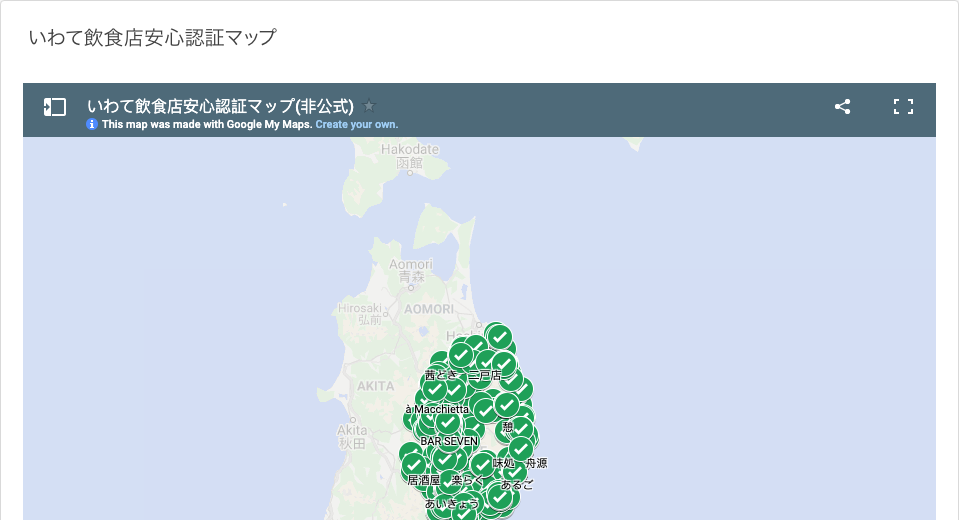 いわて飲食店安心認証マップ
いわて飲食店安心認証マップ(非公式)
This map was made with Google My Maps. Create your own.
Hakodate
函館
Aomori
青森
Hirosaki
弘前
AOMORI
茜とき
二戸店
AKITA
à Macchietta
Akita
秋田
憩
BAR SEVEN
味処
舟源
居酒屋
楽らく
あるご
あいきょう